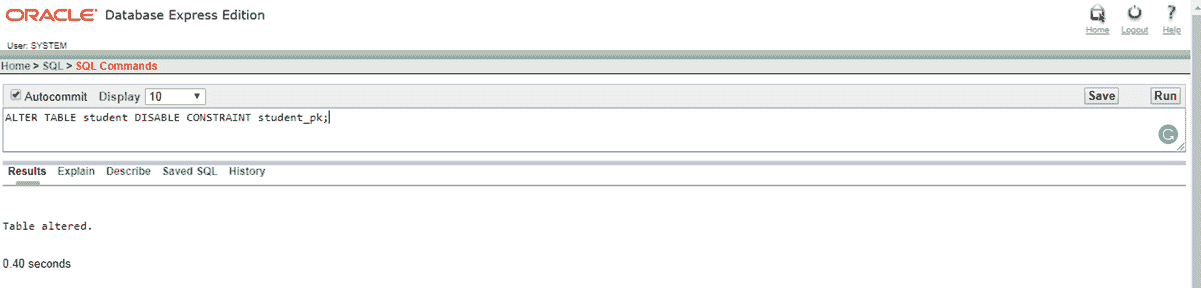 ORACLE® Database Express Edition
Home Logout Help
User: SYSTEM
Home > SQL > SQL Commands
Autocommit Display 10 Save Run
ALTER TABLE student DISABLE CONSTRAINT student_pk;
Results Explain Describe Saved SQL History
Table altered.
0.40 seconds